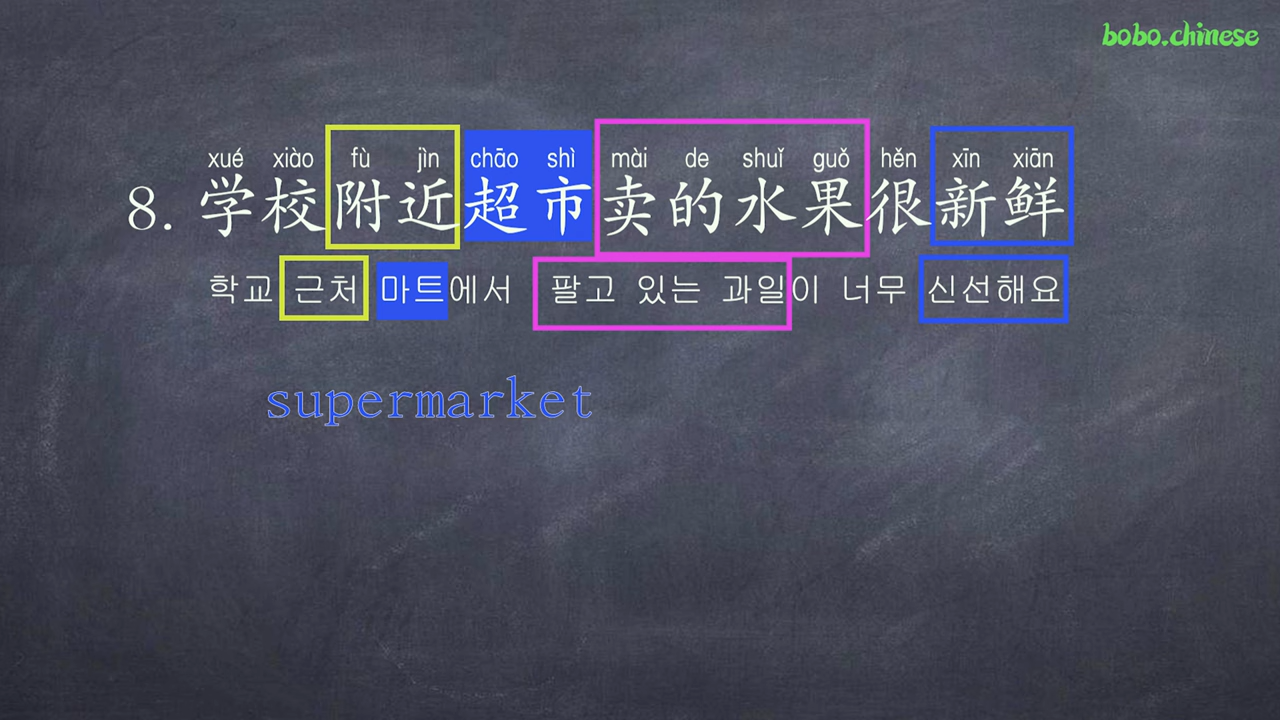 bobo.chinese
xué xiào fù jìn chāo shì mài de shuǐ guǒ hěn xīn xiān
8. 学校附近超市卖的水果很新鲜
학교 근처 마트에서 팔고 있는 과일이 너무 신선해요
supermarket